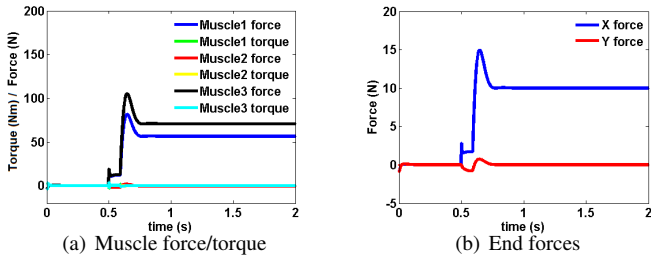 Torque (Nm) / Force (N)
200
150
100
50
0
0
0.5
1
1.5
2
time (s)
Muscle1 force
Muscle1 torque
Muscle2 force
Muscle2 torque
Muscle3 force
Muscle3 torque
(a) Muscle force/torque
Force (N)
20
15
10
5
0
-5
0
0.5
1
1.5
2
time (s)
X force
Y force
(b) End forces